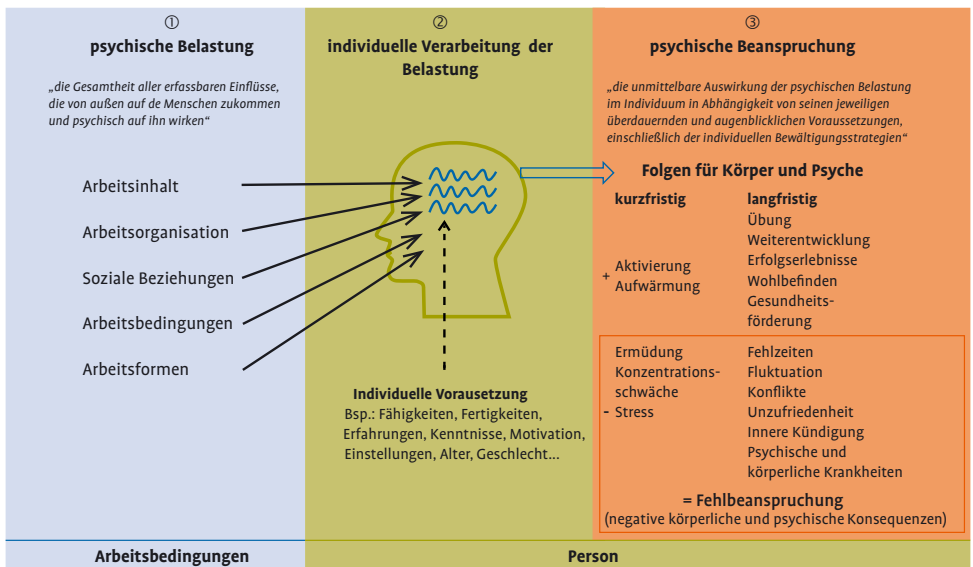 ①
psychische Belastung
„die Gesamtheit aller erfassbaren Einflüsse,
die von außen auf de Menschen zukommen
und psychisch auf ihn wirken“
Arbeitsinhalt
Arbeitsorganisation
Soziale Beziehungen
Arbeitsbedingungen
Arbeitsformen
②
individuelle Verarbeitung der
Belastung
Individuelle Vorausetzung
Bsp.: Fähigkeiten, Fertigkeiten,
Erfahrungen, Kenntnisse, Motivation,
Einstellungen, Alter, Geschlecht...
③
psychische Beanspruchung
„die unmittelbare Auswirkung der psychischen Belastung
im Individuum in Abhängigkeit von seinen jeweiligen
überdauernden und augenblicklichen Voraussetzungen,
einschließlich der individuellen Bewältigungsstrategien“
Folgen für Körper und Psyche
kurzfristig
+ Aktivierung
Aufwärmung
langfristig
Übung
Weiterentwicklung
Erfolgserlebnisse
Wohlbefinden
Gesundheits-
förderung
Ermüdung
Konzentrations-
schwäche
- Stress
Fehlzeiten
Fluktuation
Konflikte
Unzufriedenheit
Innere Kündigung
Psychische und
körperliche Krankheiten
= Fehlbeanspruchung
(negative körperliche und psychische Konsequenzen)
Arbeitsbedingungen
Person